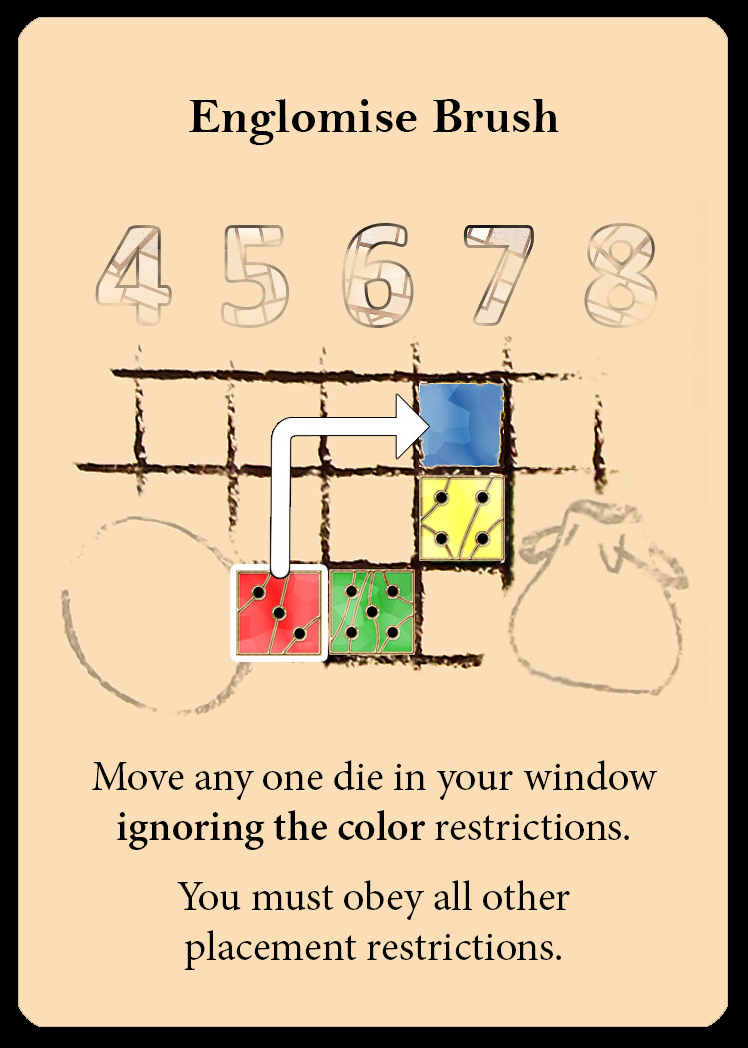 Englomise Brush
4 5 6 7 8
Move any one die in your window
ignoring the color restrictions.
You must obey all other
placement restrictions.